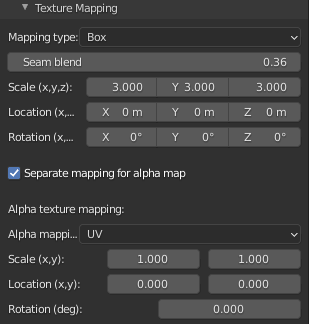 Texture Mapping
Mapping type: Box
Seam blend 0.36
Scale (x,y,z): 3.000 Y 3.000 3.000
Location (x,... X 0 m Y 0 m Z 0 m
Rotation (x,... X 0° Y 0° Z 0°
Separate mapping for alpha map
Alpha texture mapping:
Alpha mappi... UV
Scale (x,y): 1.000 1.000
Location (x,y): 0.000 0.000
Rotation (deg): 0.000